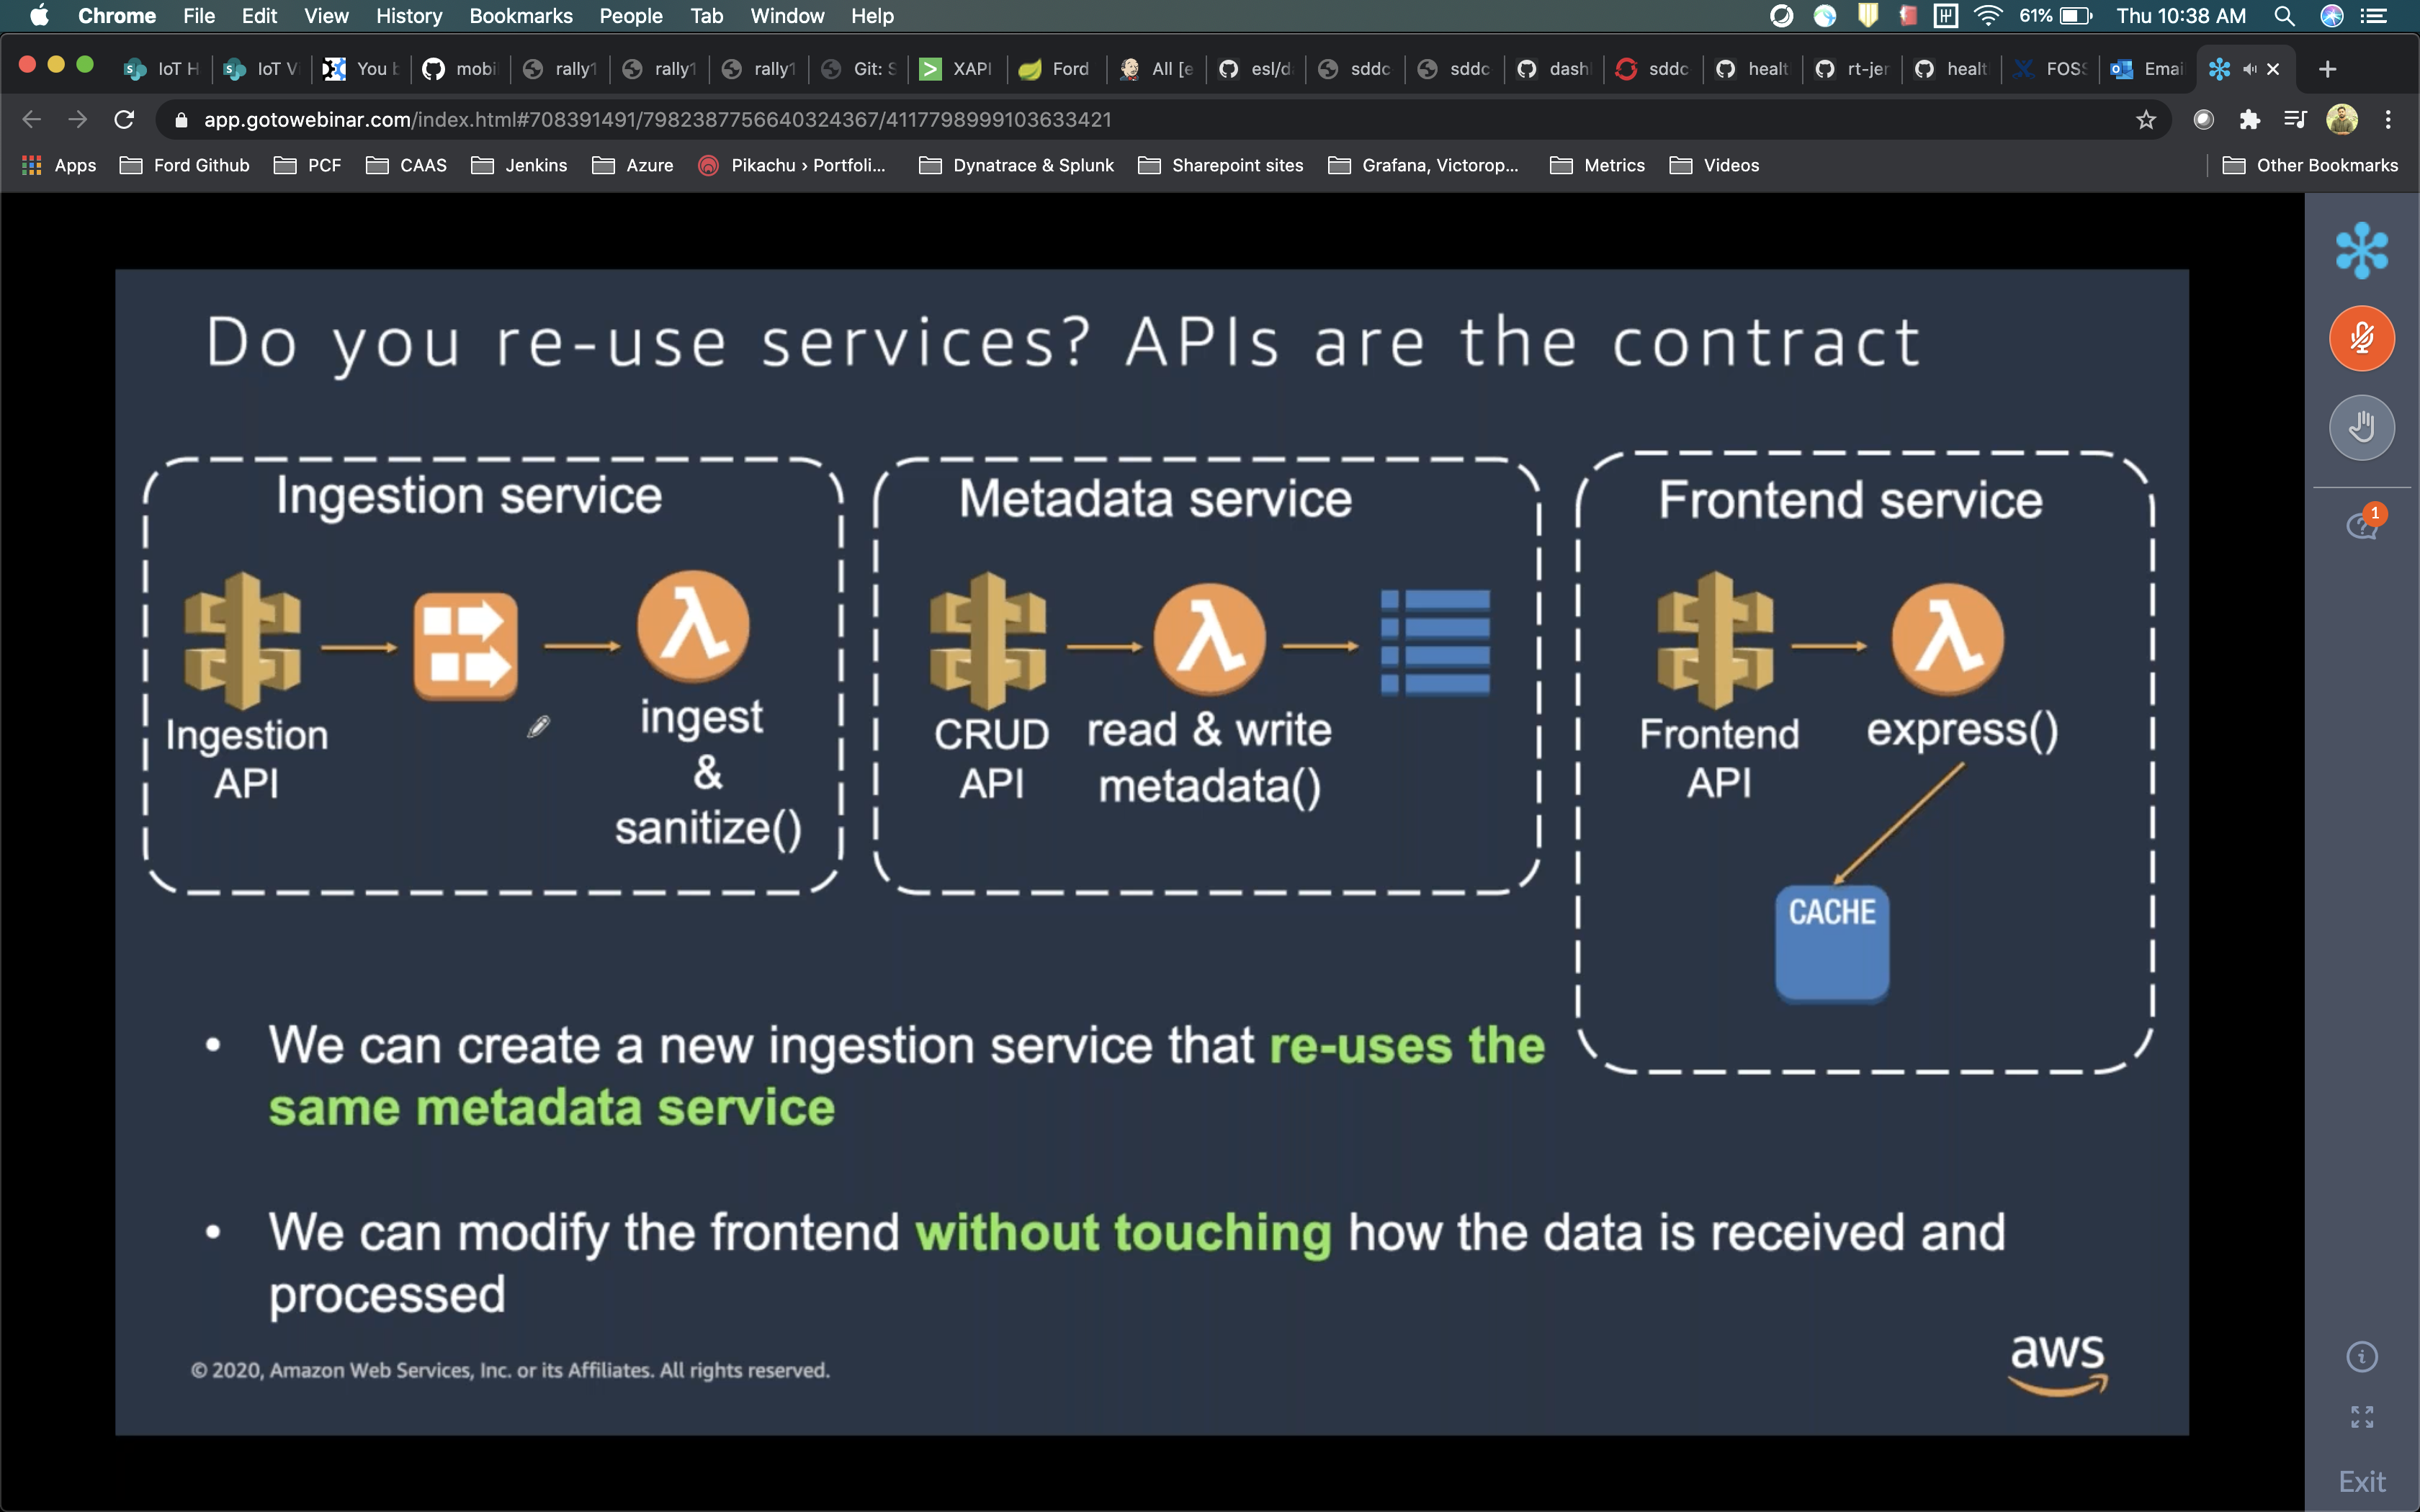 Chrome File Edit View History Bookmarks People Tab Window Help 61% Thu 10:38 AM
IoT H IoT V You b mobi rally1 rally1 rally1 Git: S XAPI Ford All [e esl/d sddc sddc dash sddc healt rt-jer healt FOSS Emai
app.gotowebinar.com/index.html#708391491/7982387756640324367/4117798999103633421
Apps Ford Github PCF CAAS Jenkins Azure Pikachu › Portfoli... Dynatrace & Splunk Sharepoint sites Grafana, Victorop... Metrics Videos Other Bookmarks
Do you re-use services? APIs are the contract
Ingestion service
Ingestion
API
ingest
&
sanitize()
Metadata service
CRUD
API
read & write
metadata()
Frontend service
Frontend
API
express()
CACHE
• We can create a new ingestion service that re-uses the
same metadata service
• We can modify the frontend without touching how the data is received and
processed
© 2020, Amazon Web Services, Inc. or its Affiliates. All rights reserved.
aws
1
Exit